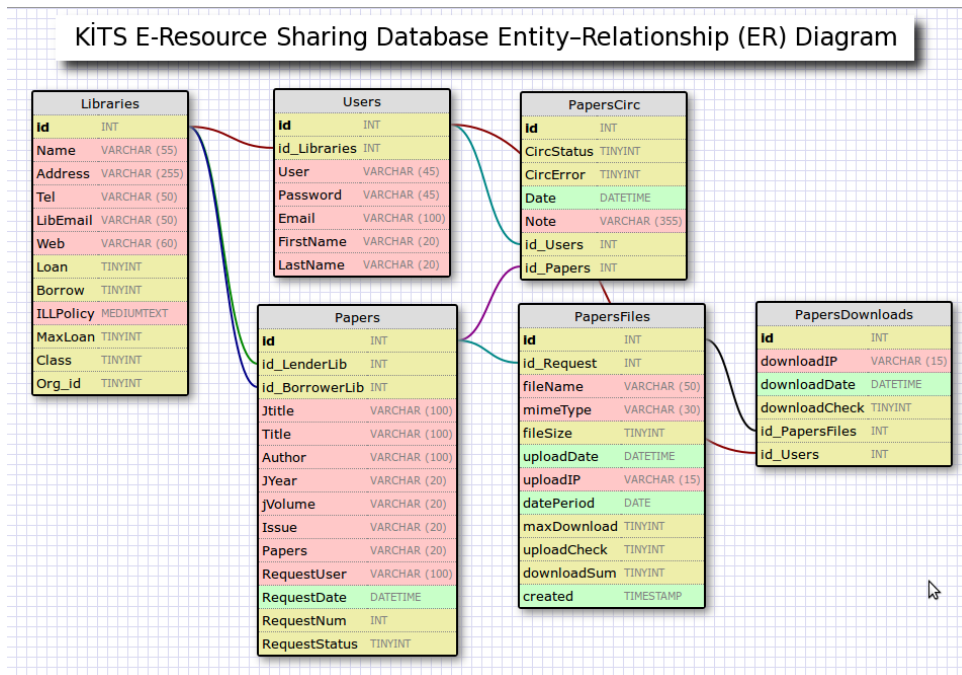 KİTS E-Resource Sharing Database Entity–Relationship (ER) Diagram
Libraries
id INT
Name VARCHAR (55)
Address VARCHAR (255)
Tel VARCHAR (50)
LibEmail VARCHAR (50)
Web VARCHAR (60)
Loan TINYINT
Borrow TINYINT
ILLPolicy MEDIUMTEXT
MaxLoan TINYINT
Class TINYINT
Org_id TINYINT
Users
id INT
id_Libraries INT
User VARCHAR (45)
Password VARCHAR (45)
Email VARCHAR (100)
FirstName VARCHAR (20)
LastName VARCHAR (20)
PapersCirc
id INT
CircStatus TINYINT
CircError TINYINT
Date DATETIME
Note VARCHAR (355)
id_Users INT
id_Papers INT
Papers
id INT
id_LenderLib INT
id_BorrowerLib INT
Jtitle VARCHAR (100)
Title VARCHAR (100)
Author VARCHAR (100)
JYear VARCHAR (20)
jVolume VARCHAR (20)
Issue VARCHAR (20)
Papers VARCHAR (20)
RequestUser VARCHAR (100)
RequestDate DATETIME
RequestNum INT
RequestStatus TINYINT
PapersFiles
id INT
id_Request INT
fileName VARCHAR (50)
mimeType VARCHAR (30)
fileSize TINYINT
uploadDate DATETIME
uploadIP VARCHAR (15)
datePeriod DATE
maxDownload TINYINT
uploadCheck TINYINT
downloadSum TINYINT
created TIMESTAMP
PapersDownloads
id INT
downloadIP VARCHAR (15)
downloadDate DATETIME
downloadCheck TINYINT
id_PapersFiles INT
id_Users INT